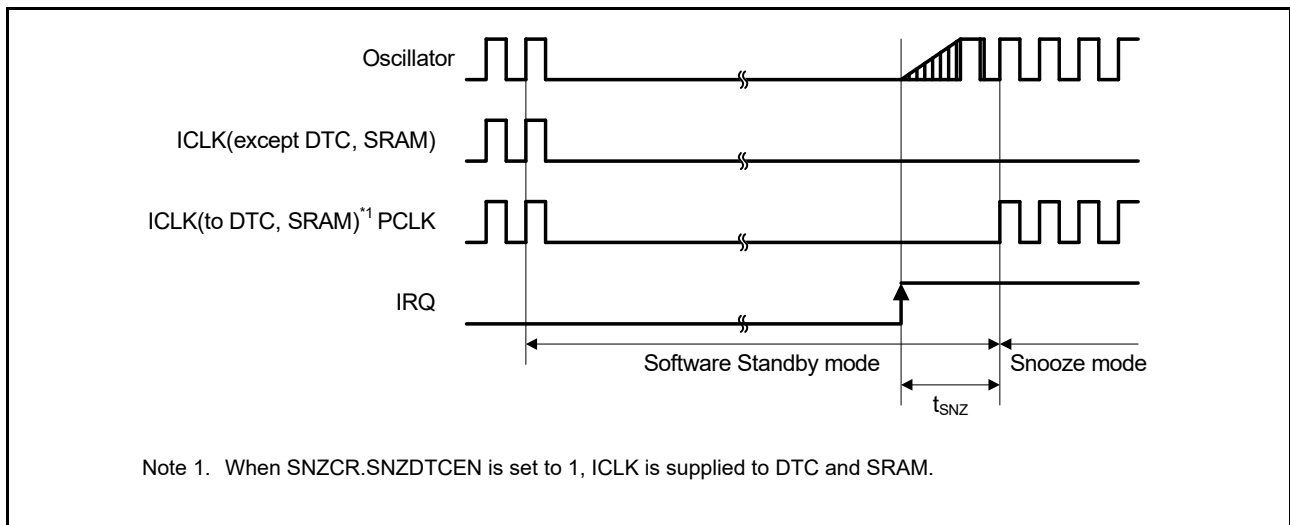 Oscillator
ICLK(except DTC, SRAM)
ICLK(to DTC, SRAM)*1 PCLK
IRQ
Software Standby mode
Snooze mode
tSNZ
Note 1. When SNZCR.SNZDTCEN is set to 1, ICLK is supplied to DTC and SRAM.